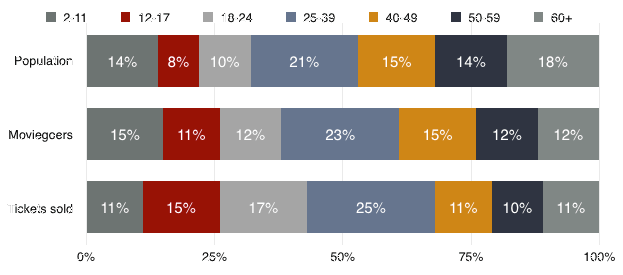 2-11 12-17 18-24 25-39 40-49 50-59 60+
Population 14% 8% 10% 21% 15% 14% 18%
Moviegoers 15% 11% 12% 23% 15% 12% 12%
Tickets sold 11% 15% 17% 25% 11% 10% 11%
0% 25% 50% 75% 100%